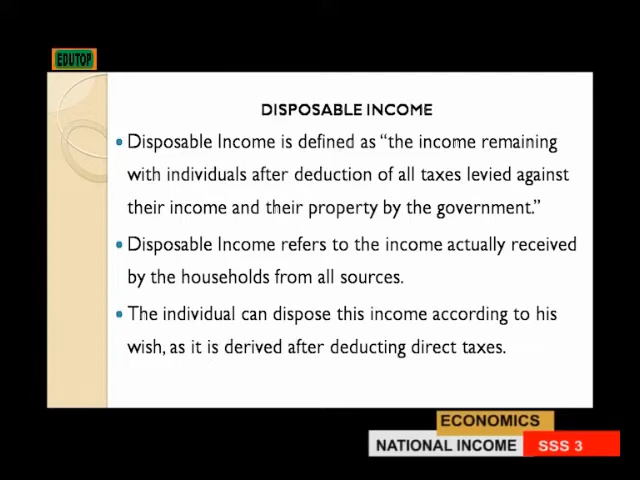 EDUTOP
DISPOSABLE INCOME
• Disposable Income is defined as “the income remaining
with individuals after deduction of all taxes levied against
their income and their property by the government.”
• Disposable Income refers to the income actually received
by the households from all sources.
• The individual can dispose this income according to his
wish, as it is derived after deducting direct taxes.
ECONOMICS
NATIONAL INCOME SSS 3